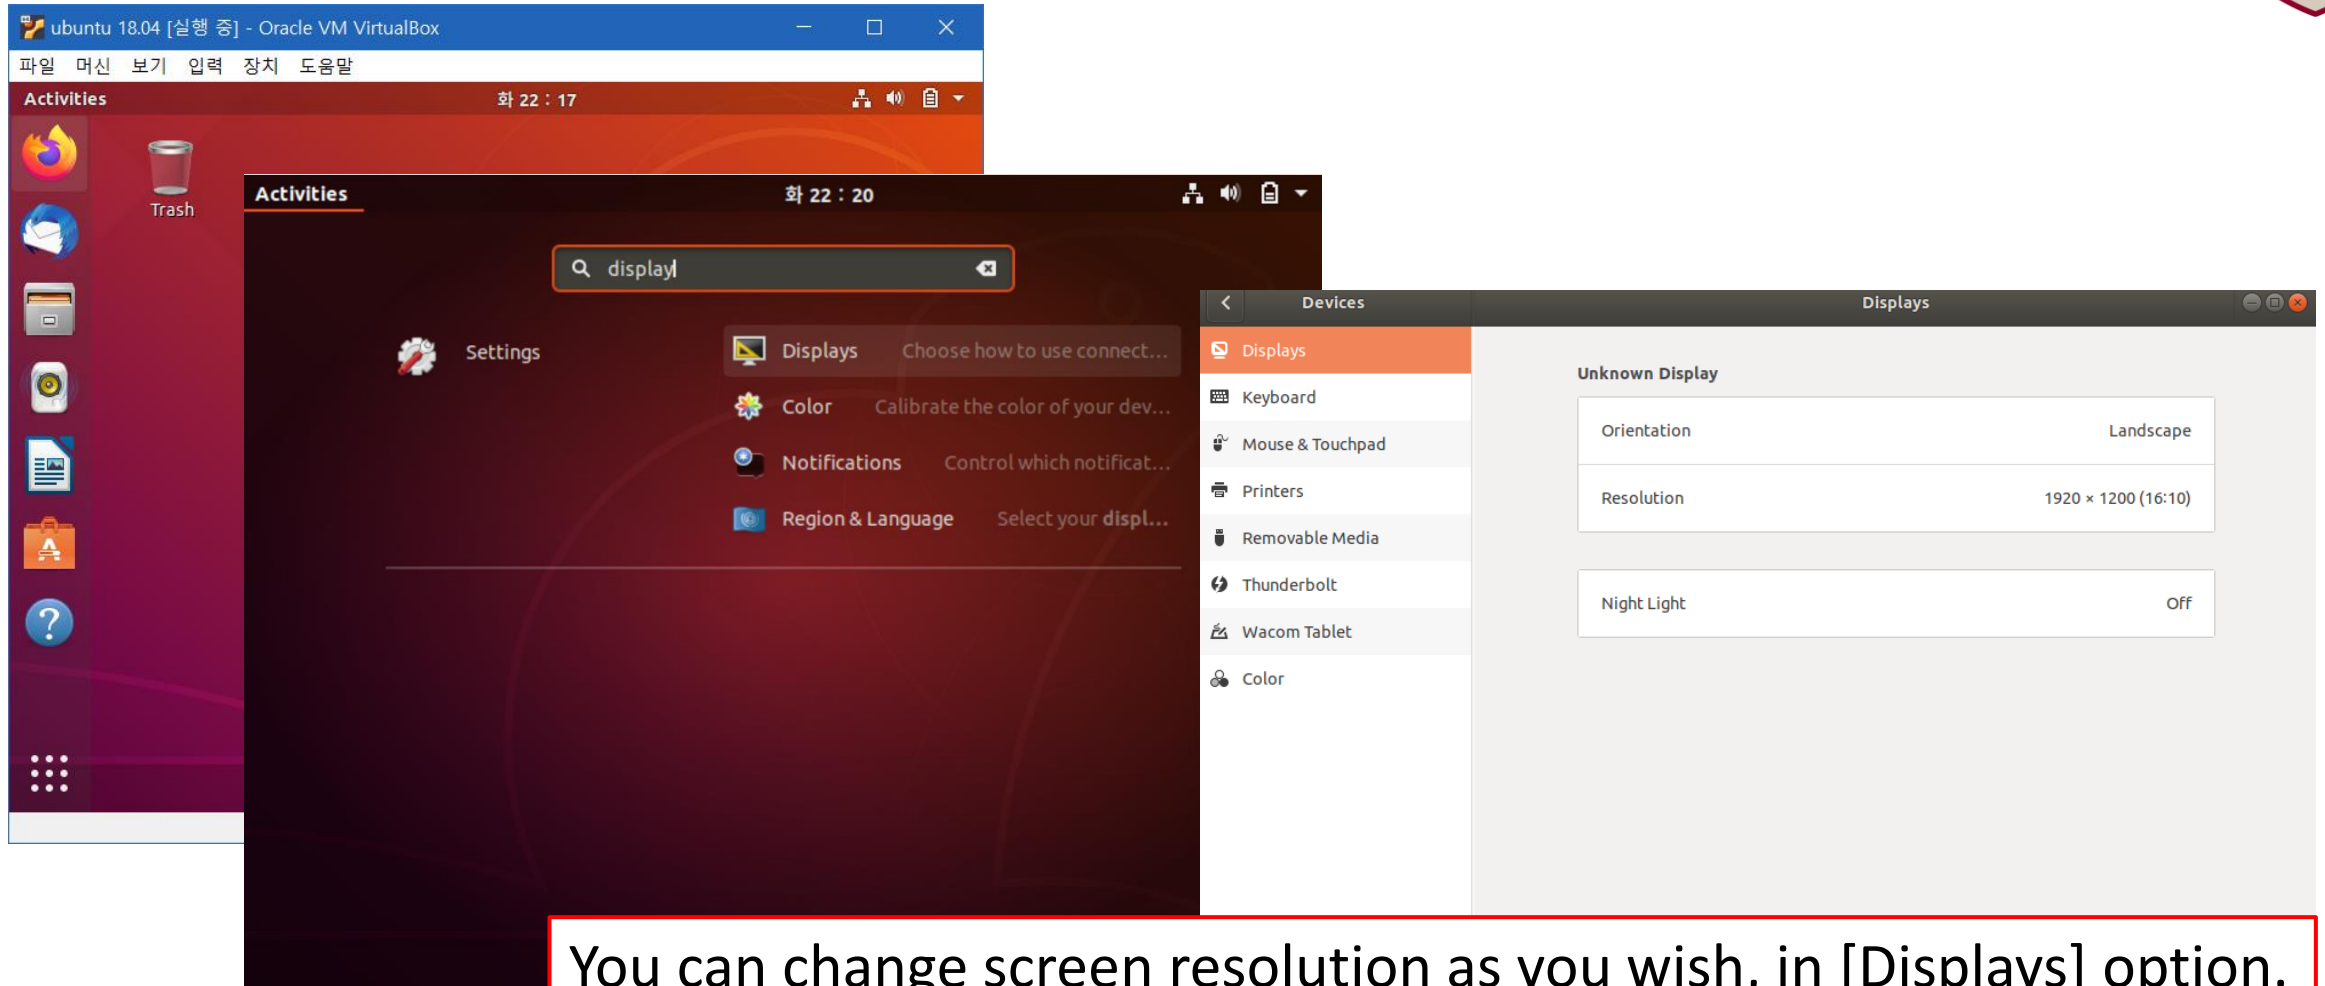 ubuntu 18.04 [실행 중] - Oracle VM VirtualBox
파일 머신 보기 입력 장치 도움말
Activities 화 22 : 17
Trash
Activities 화 22 : 20
display
Settings
Displays Choose how to use connect...
Color Calibrate the color of your dev...
Notifications Control which notificat...
Region & Language Select your displ...
Devices Displays
Displays
Keyboard
Mouse & Touchpad
Printers
Removable Media
Thunderbolt
Wacom Tablet
Color
Unknown Display
Orientation Landscape
Resolution 1920 × 1200 (16:10)
Night Light Off
You can change screen resolution as you wish, in [Displays] option.